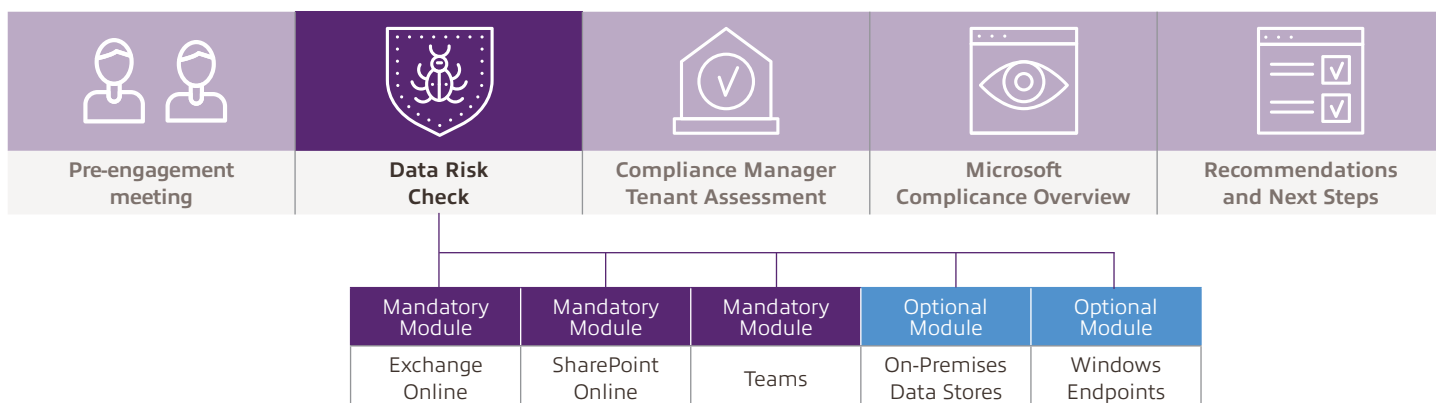 Pre-engagement
meeting
Data Risk
Check
Compliance Manager
Tenant Assessment
Microsoft
Complicance Overview
Recommendations
and Next Steps
Mandatory
Module
Mandatory
Module
Mandatory
Module
Optional
Module
Optional
Module
Exchange
Online
SharePoint
Online
Teams
On-Premises
Data Stores
Windows
Endpoints